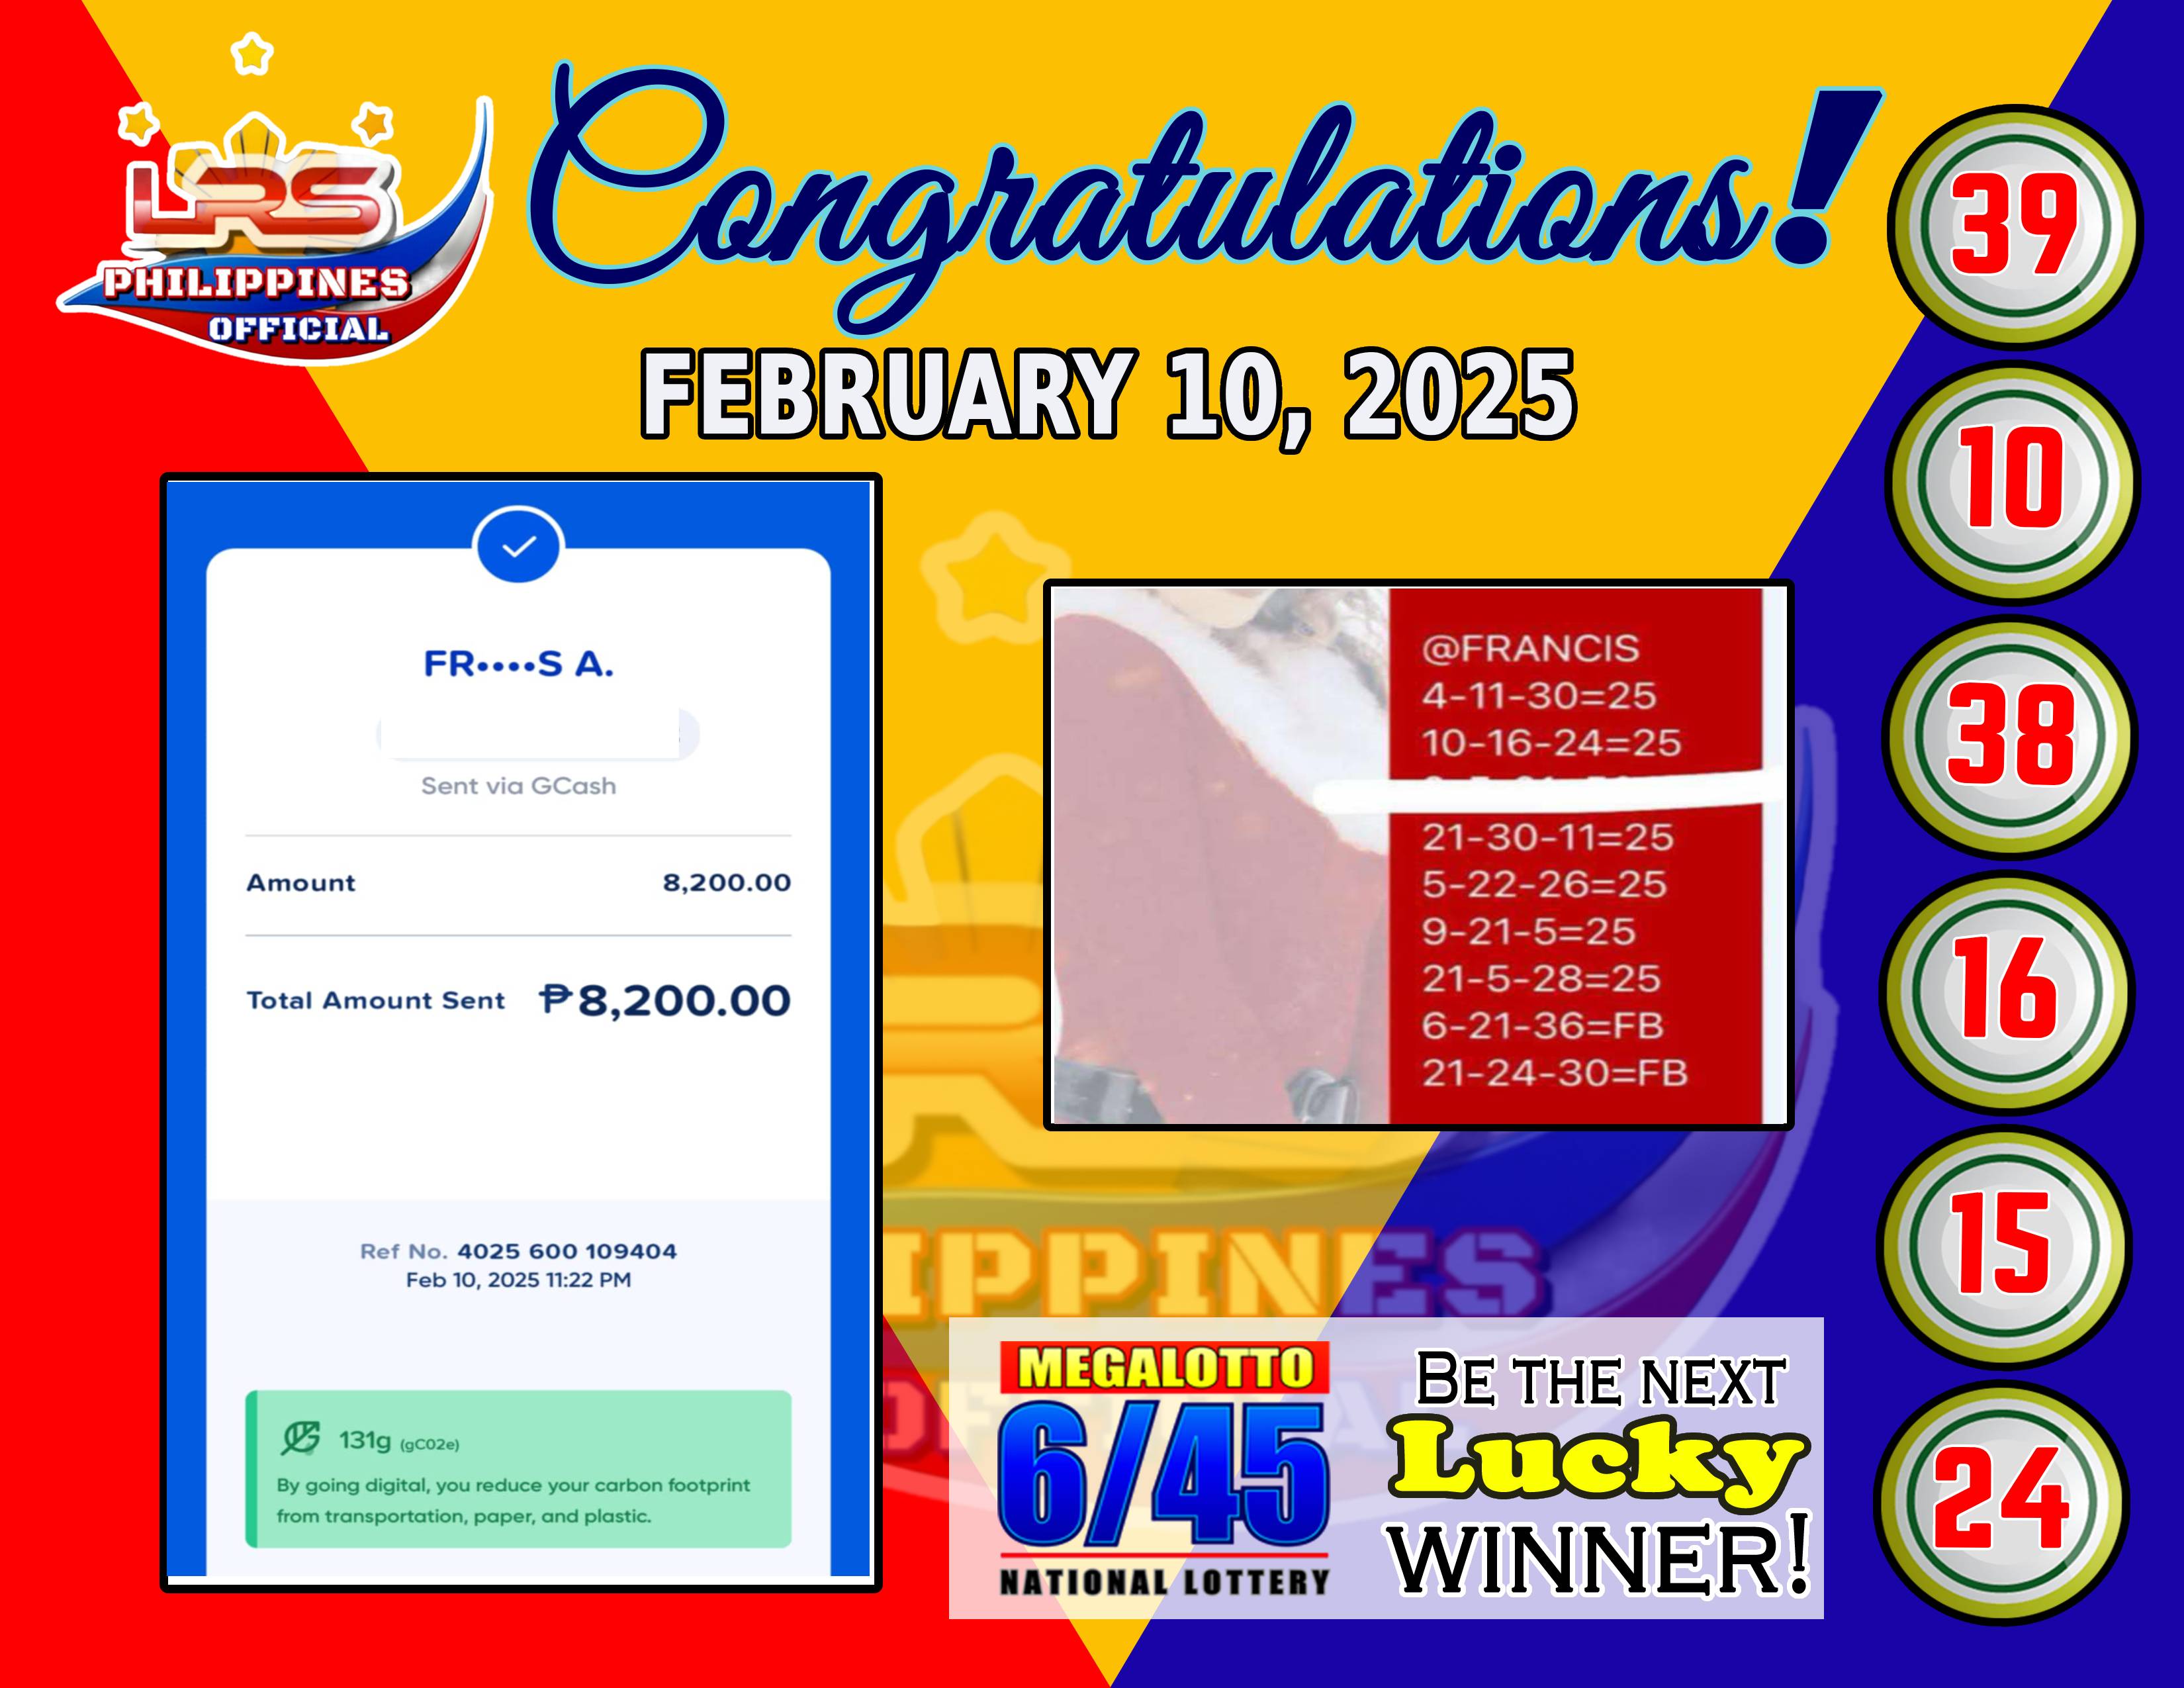 LRS
PHILIPPINES
OFFICIAL
Congratulations!
FEBRUARY 10, 2025
FR••••S A.
Sent via GCash
Amount 8,200.00
Total Amount Sent ₱8,200.00
Ref No. 4025 600 109404
Feb 10, 2025 11:22 PM
131g (gC02e)
By going digital, you reduce your carbon footprint
from transportation, paper, and plastic.
@FRANCIS
4-11-30=25
10-16-24=25
21-30-11=25
5-22-26=25
9-21-5=25
21-5-28=25
6-21-36=FB
21-24-30=FB
MEGALOTTO
6/45
NATIONAL LOTTERY
BE THE NEXT
Lucky
WINNER!
39
10
38
16
15
24